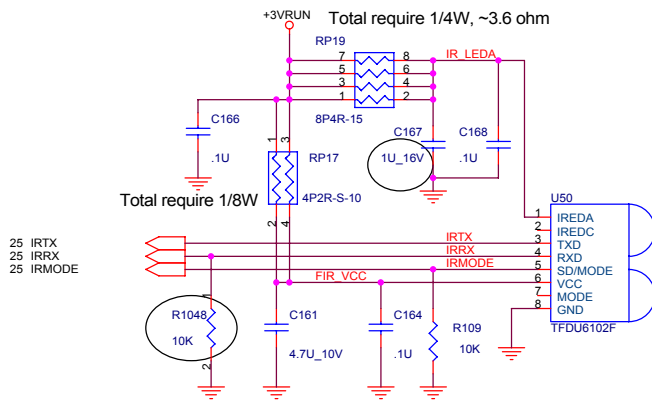 +3VRUN
Total require 1/4W, ~3.6 ohm
RP19
7 8 IR_LEDA
5 6
3 4
1 2
8P4R-15
C166
.1U
C167
1U_16V
C168
.1U
1 3
RP17
4P2R-S-10
2 4
Total require 1/8W
U50
1 IREDA
2 IREDC
3 TXD
4 RXD
5 SD/MODE
6 VCC
7 MODE
8 GND
TFDU6102F
25 IRTX
25 IRRX
25 IRMODE
IRTX
IRRX
IRMODE
FIR_VCC
1
R1048
10K
2
C161
4.7U_10V
C164
.1U
R109
10K